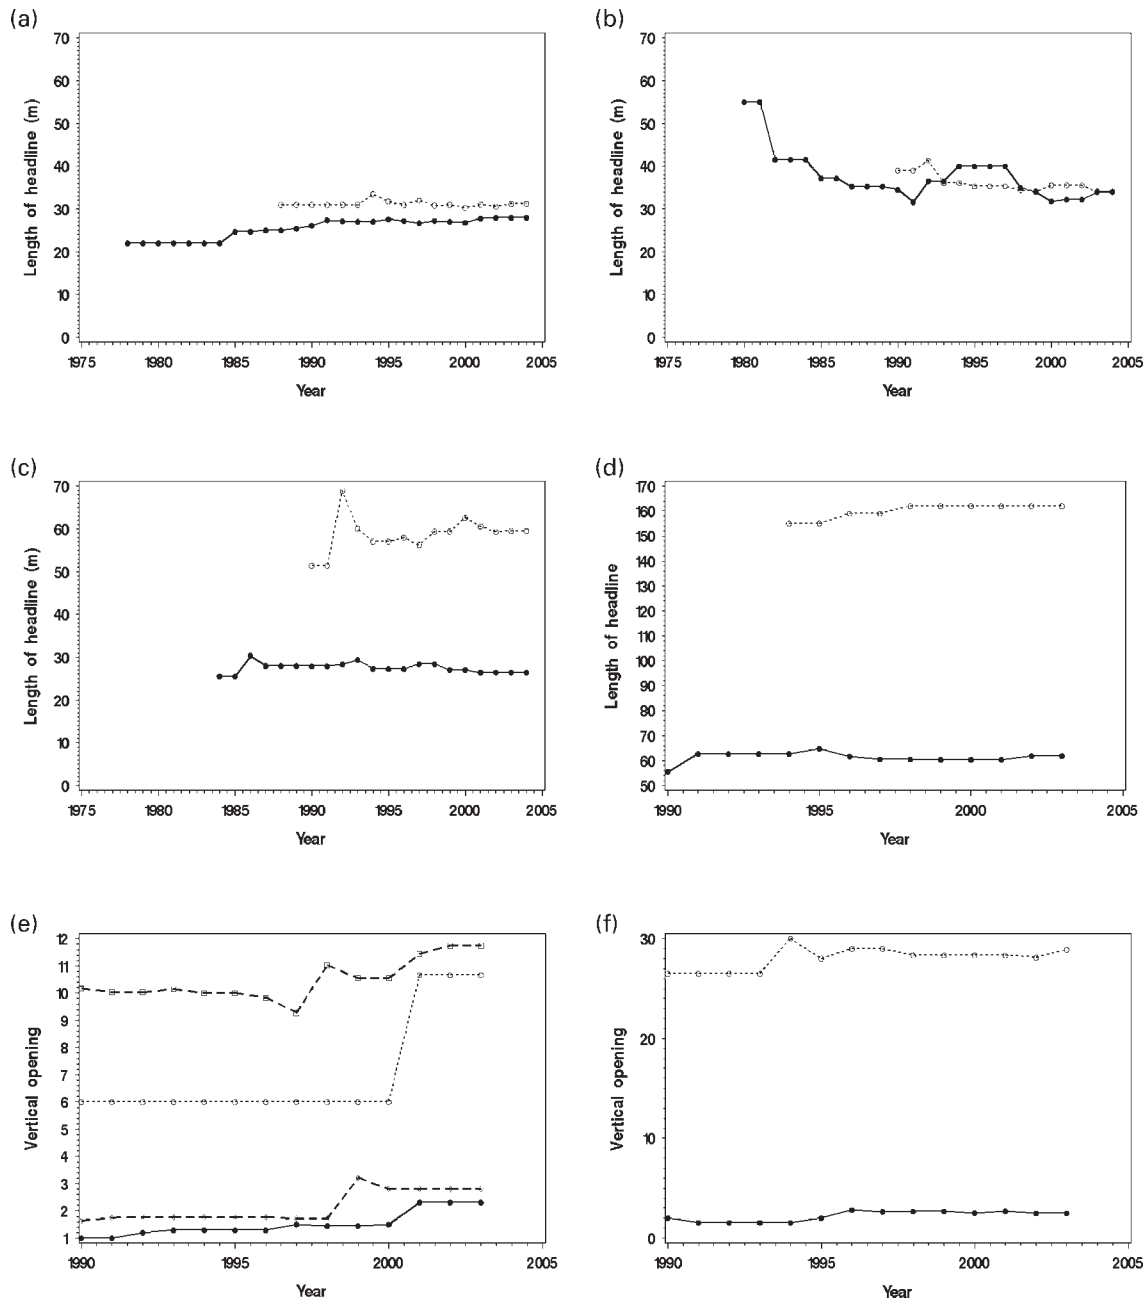 (a)
70
60
50
40
30
20
10
0
Length of headline (m)
1975 1980 1985 1990 1995 2000 2005
Year
(b)
70
60
50
40
30
20
10
0
Length of headline (m)
1975 1980 1985 1990 1995 2000 2005
Year
(c)
70
60
50
40
30
20
10
0
Length of headline (m)
1975 1980 1985 1990 1995 2000 2005
Year
(d)
170
160
150
140
130
120
110
100
90
80
70
60
50
Length of headline
1990 1995 2000 2005
Year
(e)
12
11
10
9
8
7
6
5
4
3
2
1
Vertical opening
1990 1995 2000 2005
Year
(f)
30
20
10
0
Vertical opening
1990 1995 2000 2005
Year